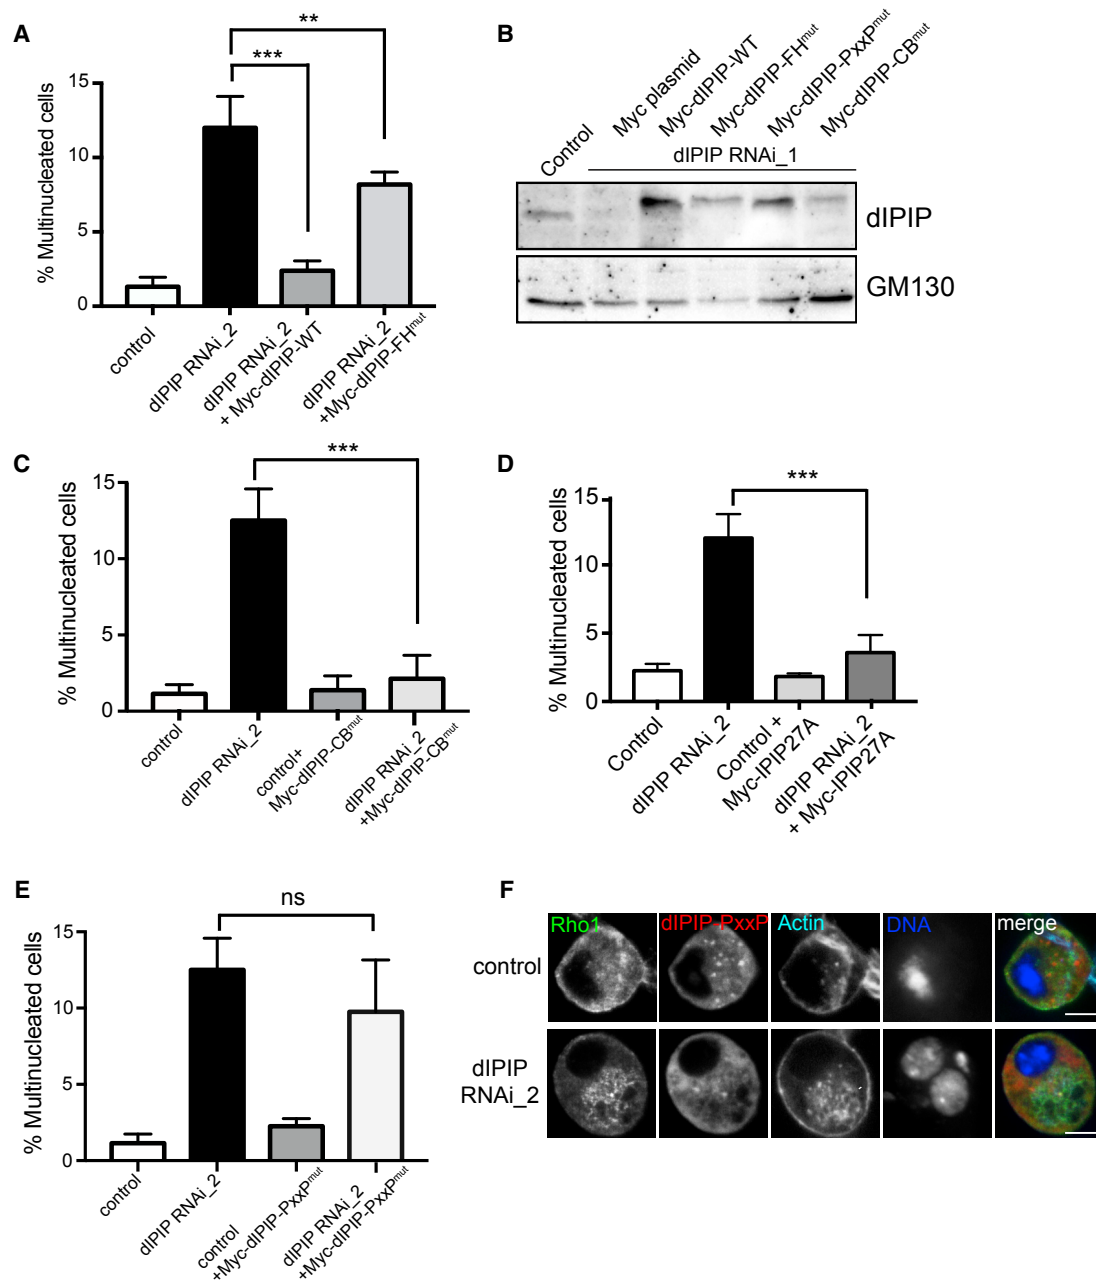 A
**
***
% Multinucleated cells
15
10
5
0
control
dIPIP RNAi_2
dIPIP RNAi_2
+ Myc-dIPIP-WT
dIPIP RNAi_2
+Myc-dIPIP-FHmut
B
Control
Myc plasmid
Myc-dIPIP-WT
Myc-dIPIP-FHmut
Myc-dIPIP-PxxPmut
Myc-dIPIP-CBmut
dIPIP RNAi_1
dIPIP
GM130
C
***
% Multinucleated cells
15
10
5
0
control
dIPIP RNAi_2
control+
Myc-dIPIP-CBmut
dIPIP RNAi_2
+Myc-dIPIP-CBmut
D
***
% Multinucleated cells
15
10
5
0
Control
dIPIP RNAi_2
Control +
Myc-IPIP27A
dIPIP RNAi_2
+ Myc-IPIP27A
E
ns
% Multinucleated cells
15
10
5
0
control
dIPIP RNAi_2
control
+Myc-dIPIP-PxxPmut
dIPIP RNAi_2
+Myc-dIPIP-PxxPmut
F
Rho1 dIPIP-PxxP Actin DNA merge
control
dIPIP
RNAi_2